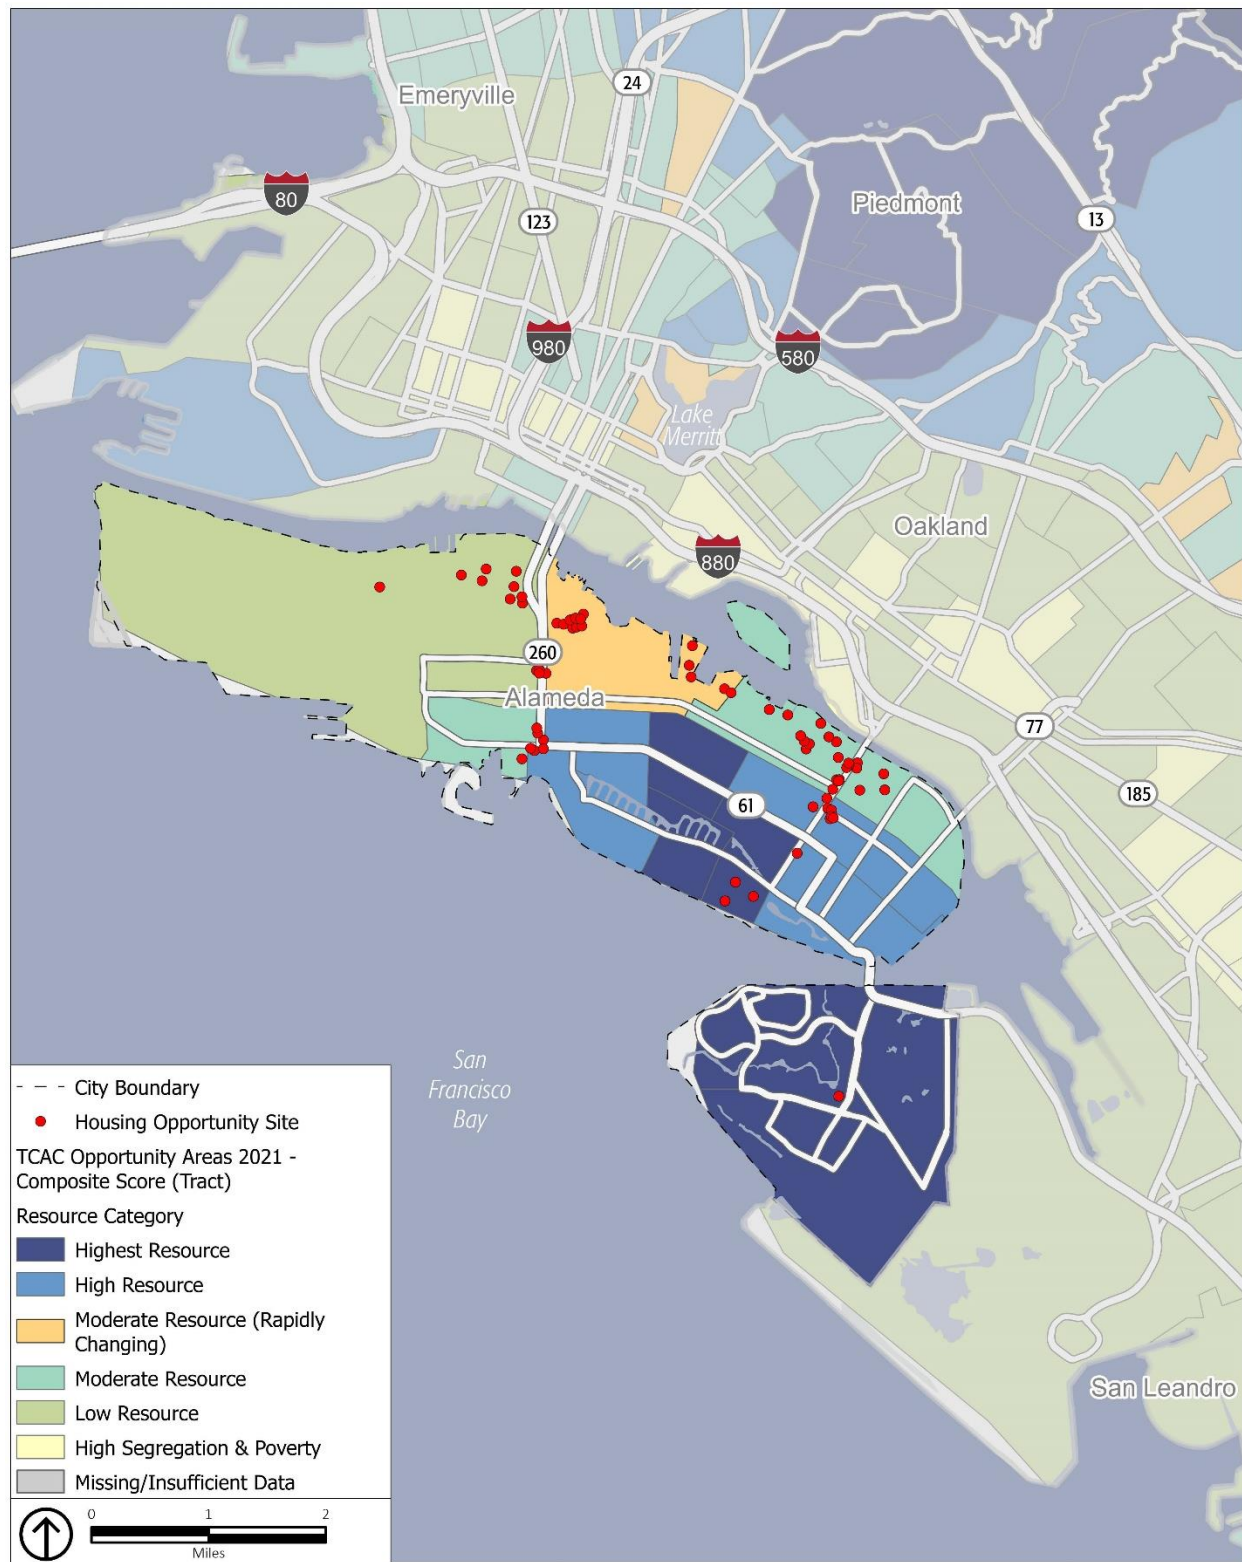 24
Emeryville
80
123
Piedmont
13
980
580
Lake
Merritt
Oakland
880
260
Alameda
77
185
61
San
Francisco
Bay
San Leandro
City Boundary
Housing Opportunity Site
TCAC Opportunity Areas 2021 -
Composite Score (Tract)
Resource Category
Highest Resource
High Resource
Moderate Resource (Rapidly
Changing)
Moderate Resource
Low Resource
High Segregation & Poverty
Missing/Insufficient Data
0 1 2
Miles